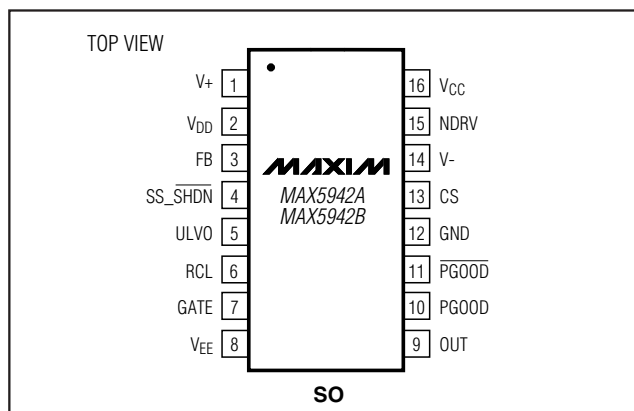 TOP VIEW
V+ 1
VDD 2
FB 3
SS_SHDN 4
ULVO 5
RCL 6
GATE 7
VEE 8
MAXIM
MAX5942A
MAX5942B
16 VCC
15 NDRV
14 V-
13 CS
12 GND
11 PGOOD
10 PGOOD
9 OUT
SO